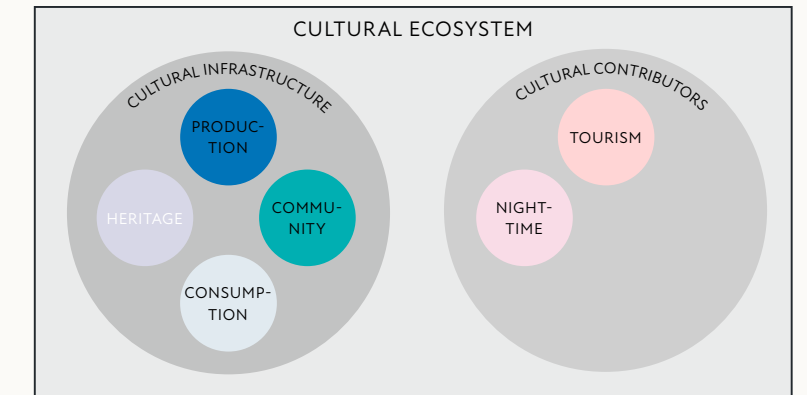 CULTURAL ECOSYSTEM
CULTURAL INFRASTRUCTURE
PRODUC-
TION
HERITAGE
COMMU-
NITY
CONSUMP-
TION
CULTURAL CONTRIBUTORS
TOURISM
NIGHT-
TIME